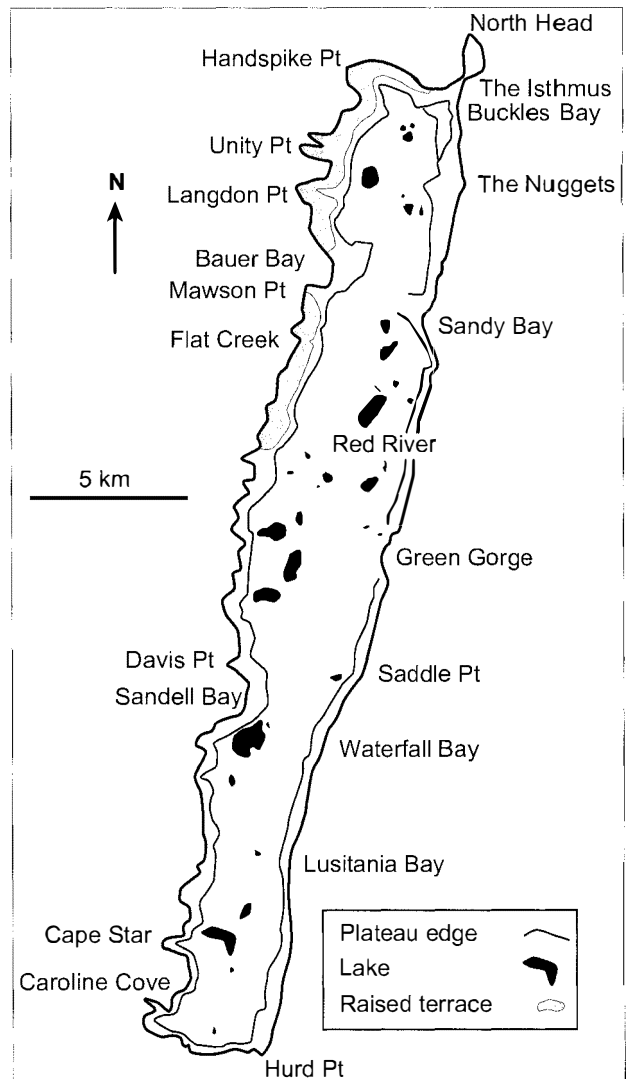 North Head
Handspike Pt
The Isthmus
Buckles Bay
Unity Pt
N
Langdon Pt
The Nuggets
Bauer Bay
Mawson Pt
Flat Creek
Sandy Bay
Red River
5 km
Green Gorge
Davis Pt
Saddle Pt
Sandell Bay
Waterfall Bay
Lusitania Bay
Cape Star
Caroline Cove
Plateau edge
Lake
Raised terrace
Hurd Pt